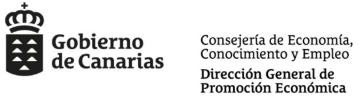 Gobierno
de Canarias
Consejería de Economía,
Conocimiento y Empleo
Dirección General de
Promoción Económica